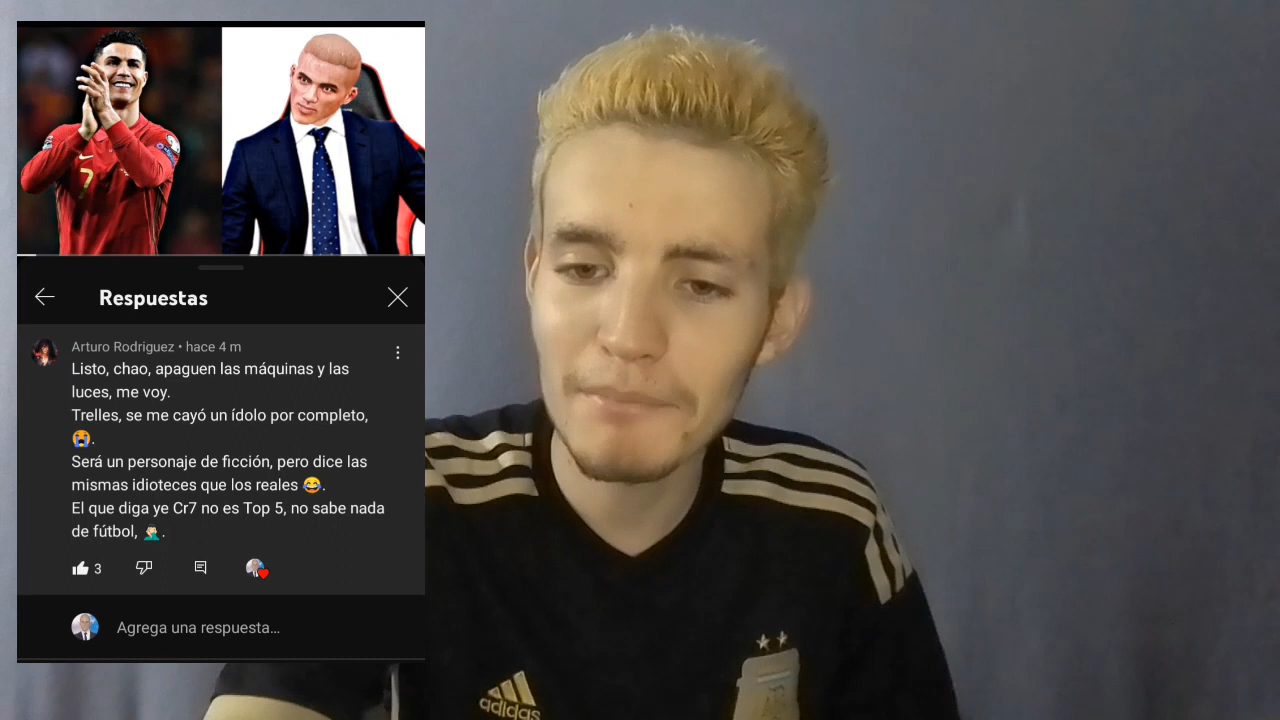 7
Respuestas
Arturo Rodriguez • hace 4 m
Listo, chao, apaguen las máquinas y las
luces, me voy.
Trelles, se me cayó un ídolo por completo,
😭.
Será un personaje de ficción, pero dice las
mismas idioteces que los reales 😂.
El que diga ye Cr7 no es Top 5, no sabe nada
de fútbol, 🤦🏻‍♂️.
3
Agrega una respuesta...
adidas